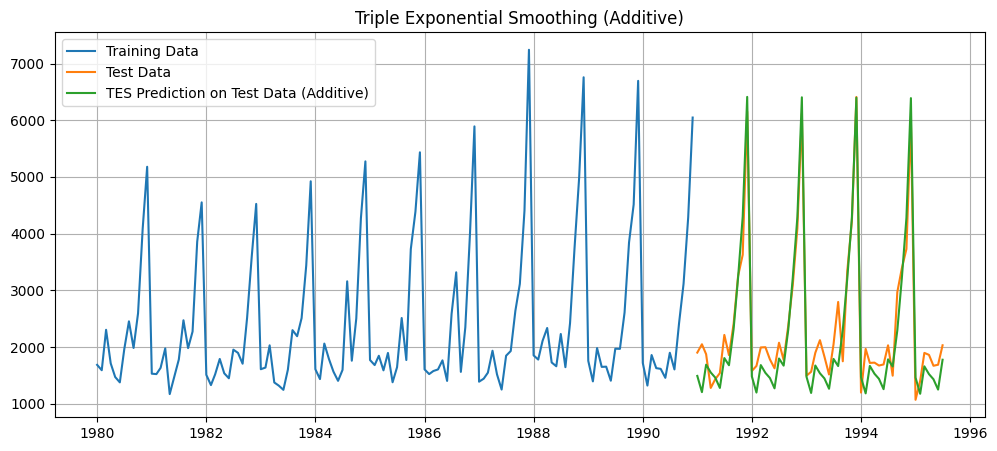 Triple Exponential Smoothing (Additive)
Training Data
Test Data
TES Prediction on Test Data (Additive)
7000
6000
5000
4000
3000
2000
1000
1980 1982 1984 1986 1988 1990 1992 1994 1996